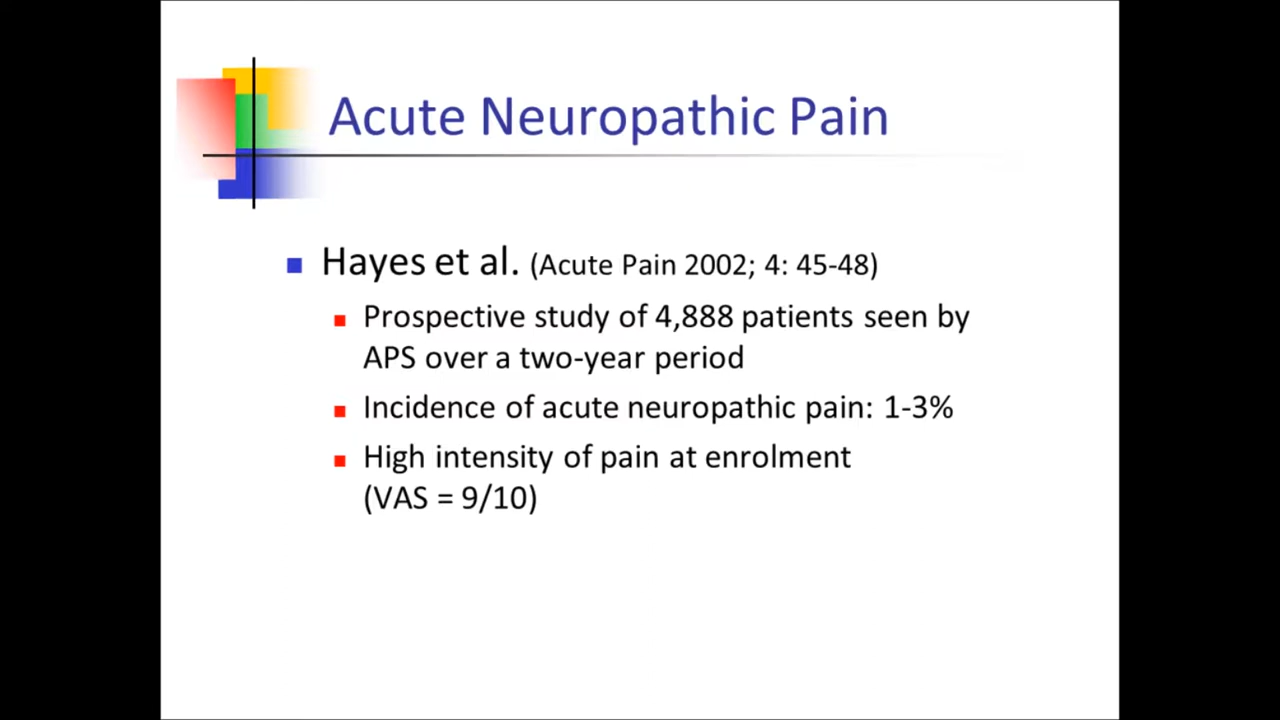 Acute Neuropathic Pain
Hayes et al. (Acute Pain 2002; 4: 45-48)
Prospective study of 4,888 patients seen by
APS over a two-year period
Incidence of acute neuropathic pain: 1-3%
High intensity of pain at enrolment
(VAS = 9/10)